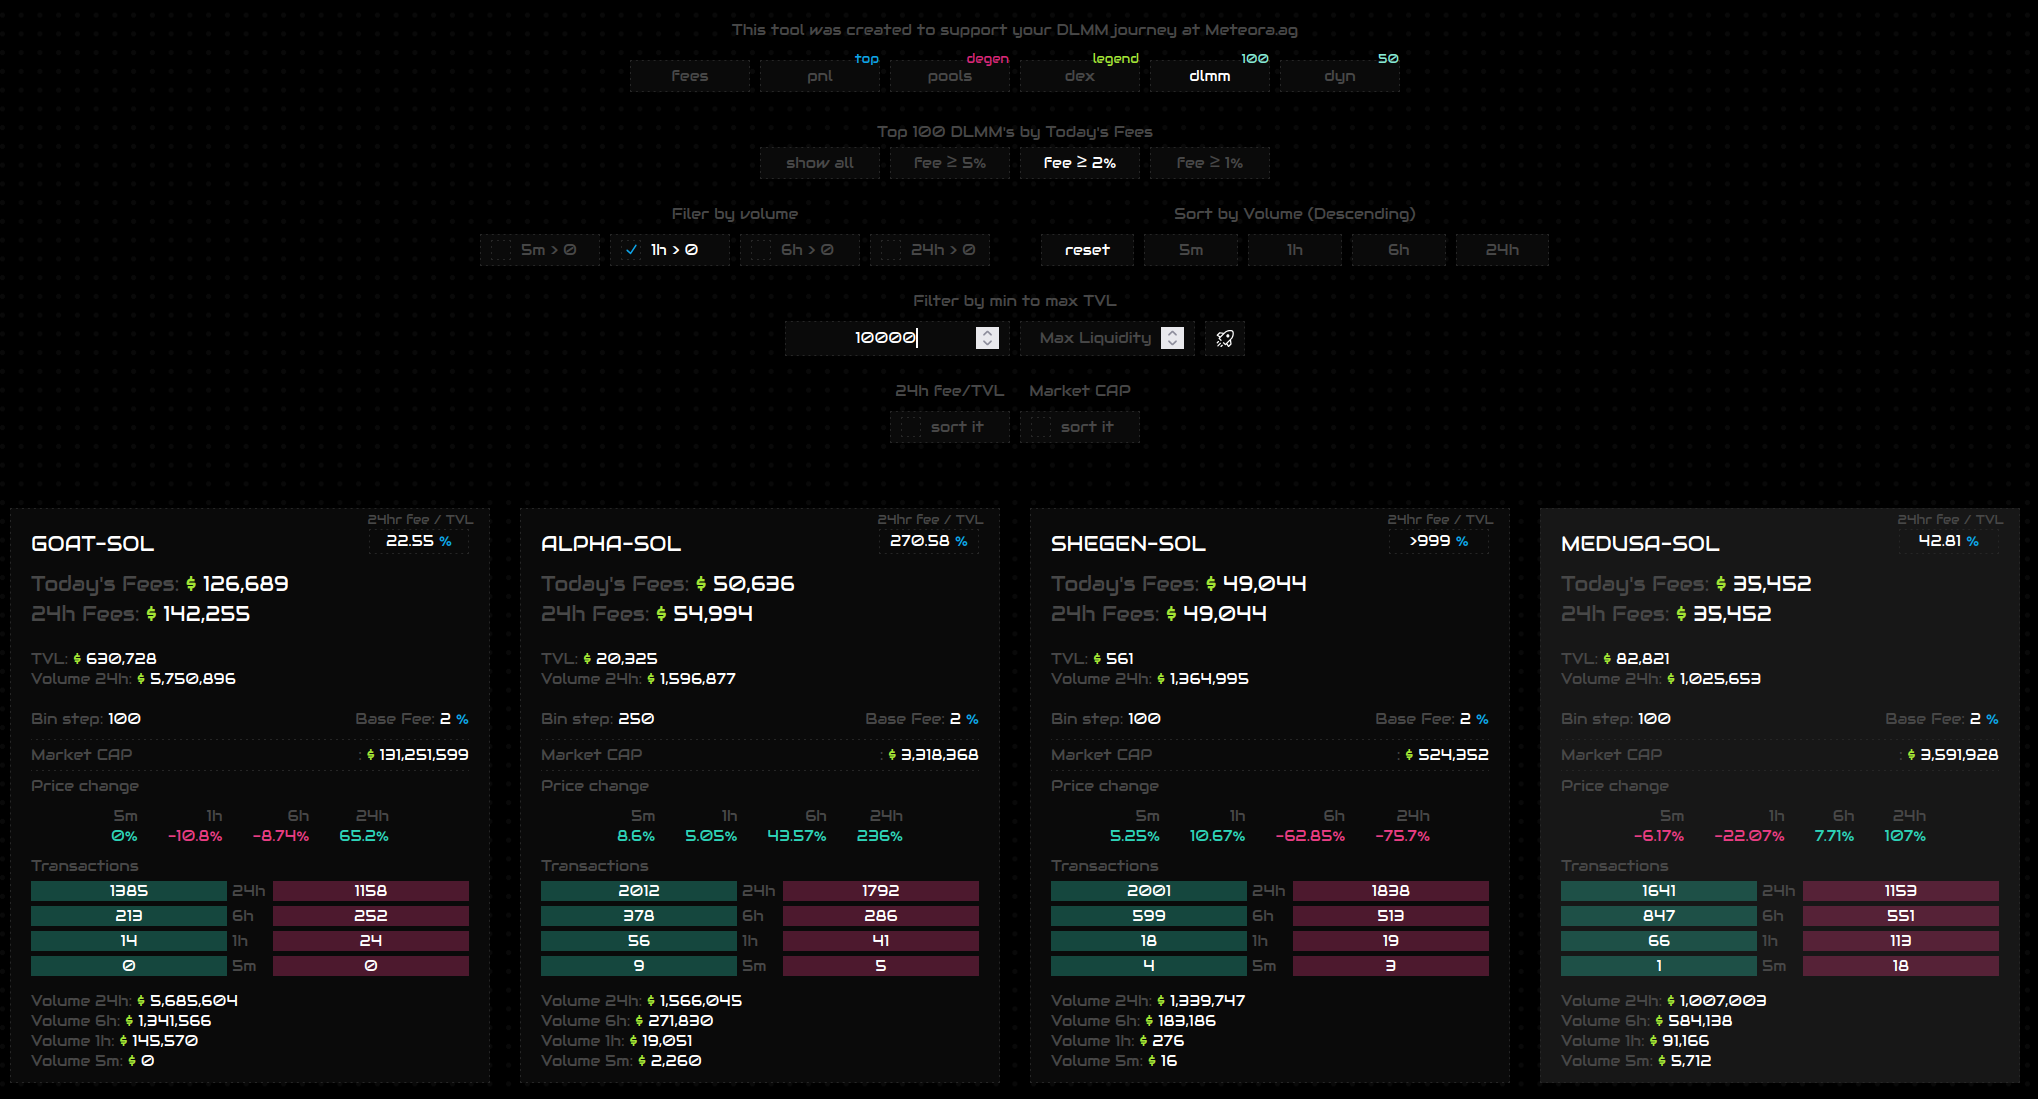 This tool was created to support your DLMM journey at Meteora.ag
top degen legend 100 50
fees pnl pools dex dlmm dyn
Top 100 DLMM's by Today's Fees
show all fee ≥ 5% fee ≥ 2% fee ≥ 1%
Filer by volume Sort by Volume (Descending)
5m > 0 1h > 0 6h > 0 24h > 0 reset 5m 1h 6h 24h
Filter by min to max TVL
10000 Max Liquidity
24h fee/TVL Market CAP
sort it sort it
24hr fee / TVL
GOAT-SOL 22.55 %
Today's Fees: $ 126,689
24h Fees: $ 142,255
TVL: $ 630,728
Volume 24h: $ 5,750,896
Bin step: 100 Base Fee: 2 %
Market CAP : $ 131,251,599
Price change
5m 1h 6h 24h
0% -10.8% -8.74% 65.2%
Transactions
1385 24h 1158
213 6h 252
14 1h 24
0 5m 0
Volume 24h: $ 5,685,604
Volume 6h: $ 1,341,566
Volume 1h: $ 145,570
Volume 5m: $ 0
24hr fee / TVL
ALPHA-SOL 270.58 %
Today's Fees: $ 50,636
24h Fees: $ 54,994
TVL: $ 20,325
Volume 24h: $ 1,596,877
Bin step: 250 Base Fee: 2 %
Market CAP : $ 3,318,368
Price change
5m 1h 6h 24h
8.6% 5.05% 43.57% 236%
Transactions
2012 24h 1792
378 6h 286
56 1h 41
9 5m 5
Volume 24h: $ 1,566,045
Volume 6h: $ 271,830
Volume 1h: $ 19,051
Volume 5m: $ 2,260
24hr fee / TVL
SHEGEN-SOL >999 %
Today's Fees: $ 49,044
24h Fees: $ 49,044
TVL: $ 561
Volume 24h: $ 1,364,995
Bin step: 100 Base Fee: 2 %
Market CAP : $ 524,352
Price change
5m 1h 6h 24h
5.25% 10.67% -62.85% -75.7%
Transactions
2001 24h 1838
599 6h 513
18 1h 19
4 5m 3
Volume 24h: $ 1,339,747
Volume 6h: $ 183,186
Volume 1h: $ 276
Volume 5m: $ 16
24hr fee / TVL
MEDUSA-SOL 42.81 %
Today's Fees: $ 35,452
24h Fees: $ 35,452
TVL: $ 82,821
Volume 24h: $ 1,025,653
Bin step: 100 Base Fee: 2 %
Market CAP : $ 3,591,928
Price change
5m 1h 6h 24h
-6.17% -22.07% 7.71% 107%
Transactions
1641 24h 1153
847 6h 551
66 1h 113
1 5m 18
Volume 24h: $ 1,007,003
Volume 6h: $ 584,138
Volume 1h: $ 91,166
Volume 5m: $ 5,712